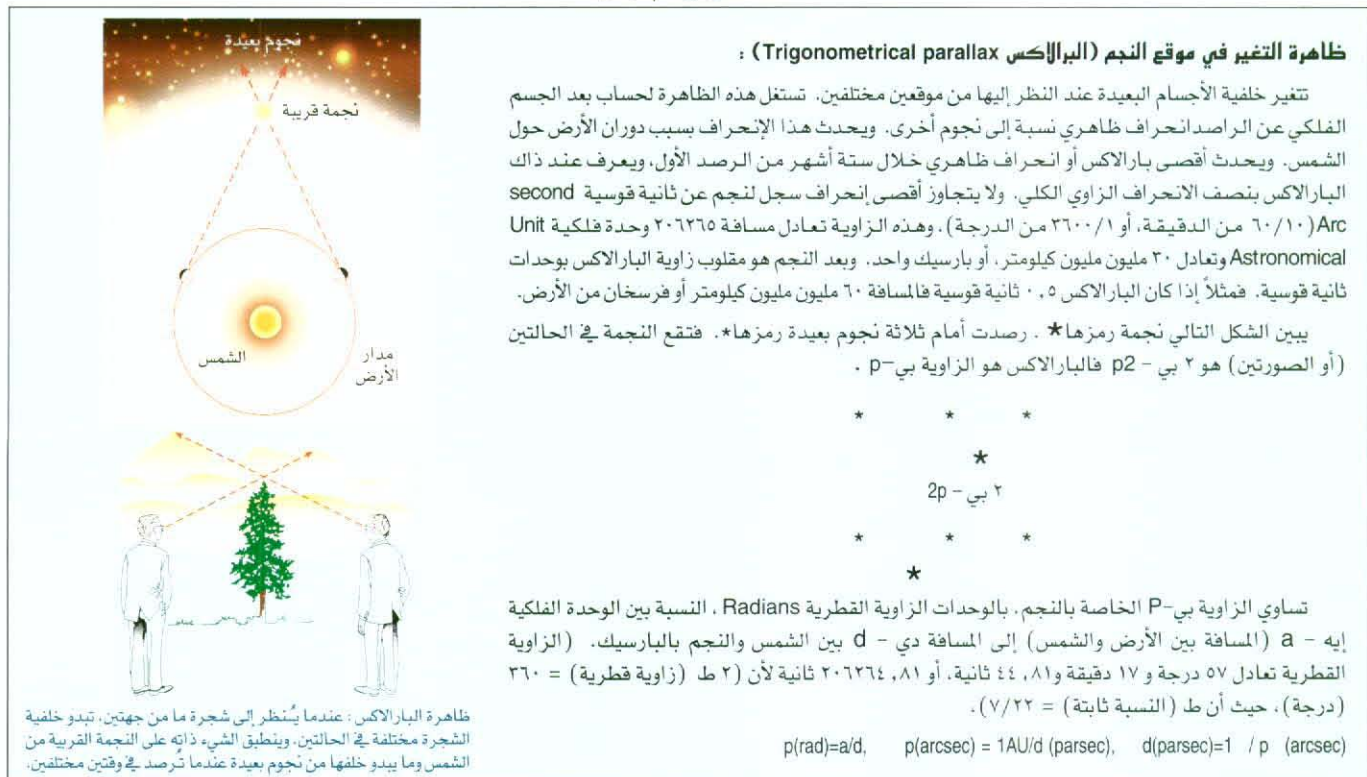 ظاهرة التغير في موقع النجم (البرالاكس Trigonometrical parallax) :
تتغير خلفية الأجسام البعيدة عند النظر إليها من موقعين مختلفين. تستغل هذه الظاهرة لحساب بعد الجسم
الفلكي عن الراصد انحراف ظاهري نسبة إلى نجوم أخرى. ويحدث هذا الإنحراف بسبب دوران الأرض حول
الشمس. ويحدث أقصى بارالاكس أو انحراف ظاهري خلال ستة أشهر من الرصد الأول، ويعرف عند ذاك
البارالاكس بنصف الانحراف الزاوي الكلي. ولا يتجاوز أقصى إنحراف سجل لنجم عن ثانية قوسية second
Arc (٦٠/١٠ من الدقيقة، أو ٣٦٠٠/١ من الدرجة)، وهذه الزاوية تعادل مسافة ٢٠٦٢٦٥ وحدة فلكية Unit
Astronomical وتعادل ٣٠ مليون مليون كيلومتر، أو بارسيك واحد. وبعد النجم هو مقلوب زاوية البارالاكس بوحدات
ثانية قوسية. فمثلاً إذا كان البارالاكس ٠,٥ ثانية قوسية فالمسافة ٦٠ مليون مليون كيلومتر أو فرسخان من الأرض.
يبين الشكل التالي نجمة رمزها★ . رصدت أمام ثلاثة نجوم بعيدة رمزها⋆. فتقع النجمة في الحالتين
(أو الصورتين) هو ٢ بي - p2 فالبارالاكس هو الزاوية بي-p .
⋆ ⋆ ⋆
★
٢ بي - 2p
⋆ ⋆ ⋆
★
تساوي الزاوية بي-P الخاصة بالنجم، بالوحدات الزاوية القطرية Radians ، النسبة بين الوحدة الفلكية
إيه - a (المسافة بين الأرض والشمس) إلى المسافة دي - d بين الشمس والنجم بالبارسيك. (الزاوية
القطرية تعادل ٥٧ درجة و ١٧ دقيقة و٤٤,٨١ ثانية، أو ٢٠٦٢٦٤,٨١ ثانية لأن (٢ ط (زاوية قطرية) = ٣٦٠
(درجة)، حيث أن ط (النسبة ثابتة) = ٧/٢٢).
p(rad)=a/d, p(arcsec) = 1AU/d (parsec), d(parsec)=1 / p (arcsec)
نجوم بعيدة
نجمة قريبة
الشمس
مدار
الأرض
ظاهرة البارالاكس : عندما يُنظر إلى شجرة ما من جهتين، تبدو خلفية
الشجرة مختلفة في الحالتين، وينطبق الشيء ذاته على النجمة القريبة من
الشمس وما يبدو خلفها من نجوم بعيدة عندما تُرصد في وقتين مختلفين.